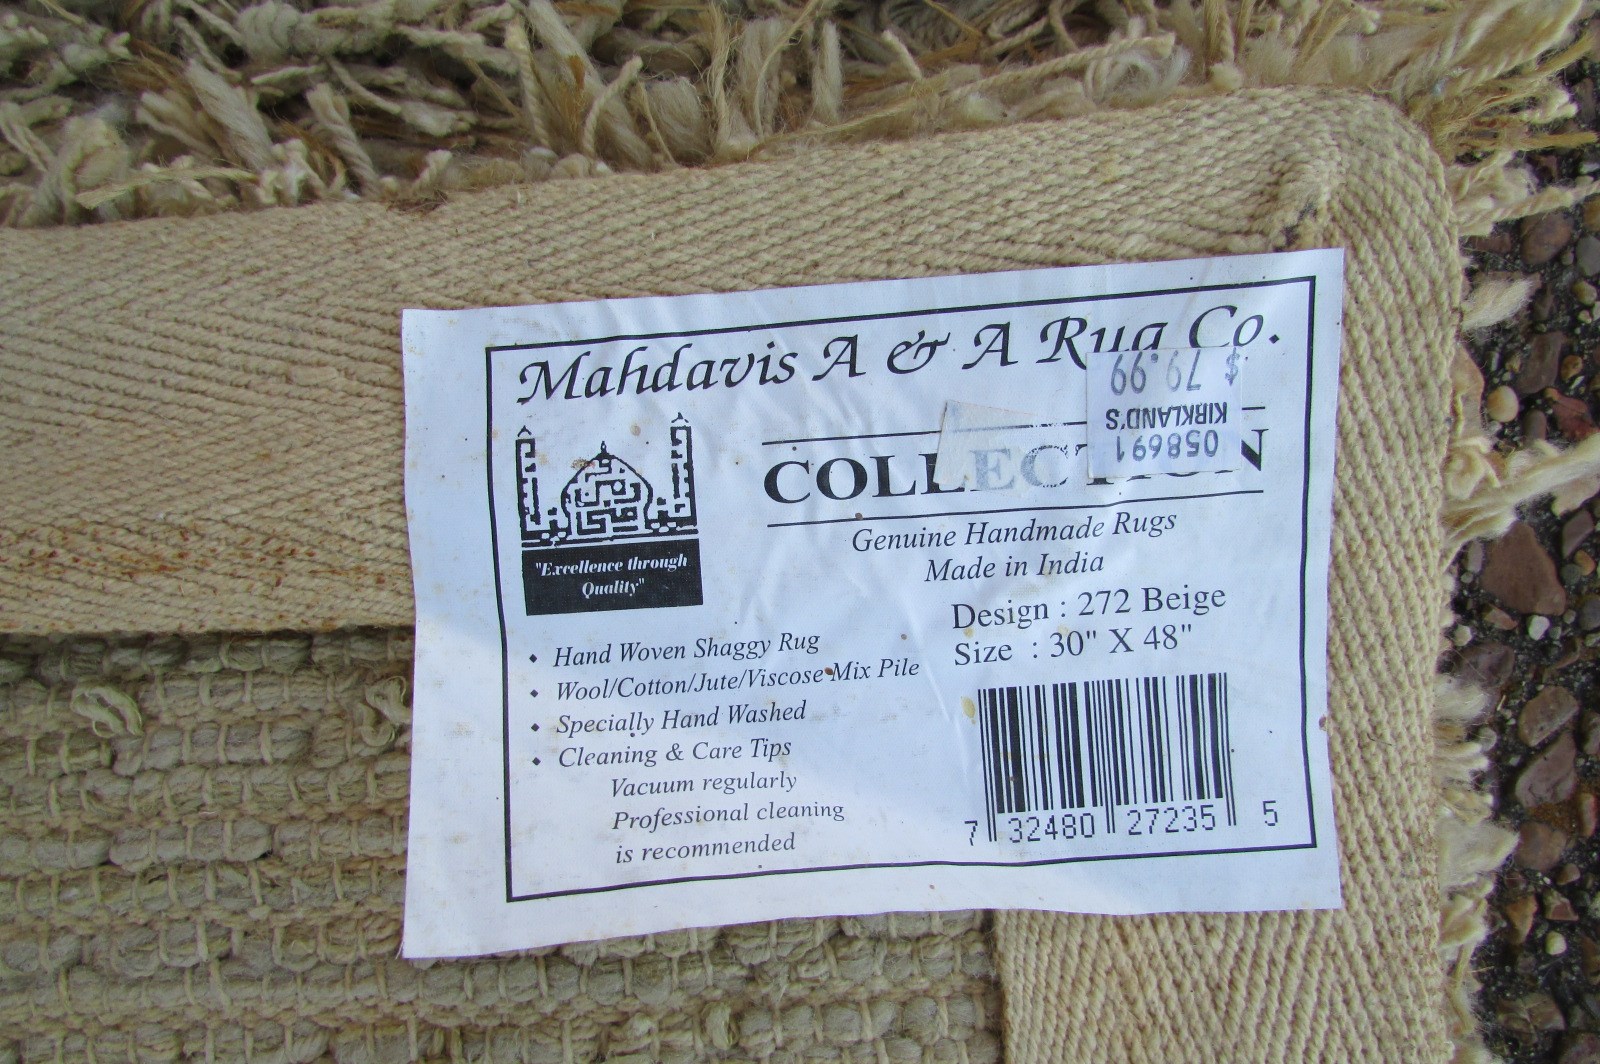 Mahdavis A & A Rug Co.
$ 79.99
KIRKLAND'S
058691
COLLECTION
"Excellence through
Quality"
Genuine Handmade Rugs
Made in India
Design : 272 Beige
Size : 30" X 48"
• Hand Woven Shaggy Rug
• Wool/Cotton/Jute/Viscose Mix Pile
• Specially Hand Washed
• Cleaning & Care Tips
Vacuum regularly
Professional cleaning
is recommended
7 32480 27235 5